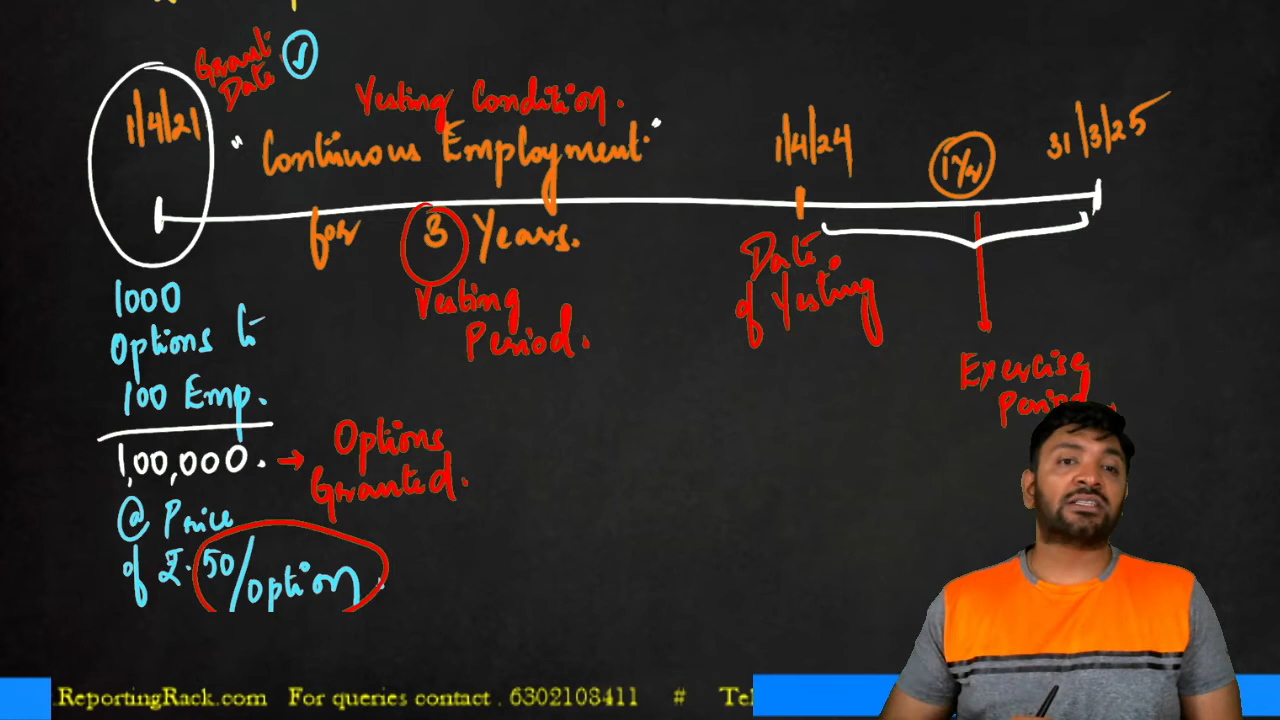 Grant
Date
1/4/21
Vesting Condition.
"Continuous Employment"
for 3 Years.
Vesting
Period.
1/4/24
1 Yr
31/3/25
Date
of Vesting
Exercise
Period
1000
Options to
100 Emp.
1,00,000. → Options
Granted.
@ Price
of ₹. 50/option.
.ReportingRack.com For queries contact . 6302108411 # Tel